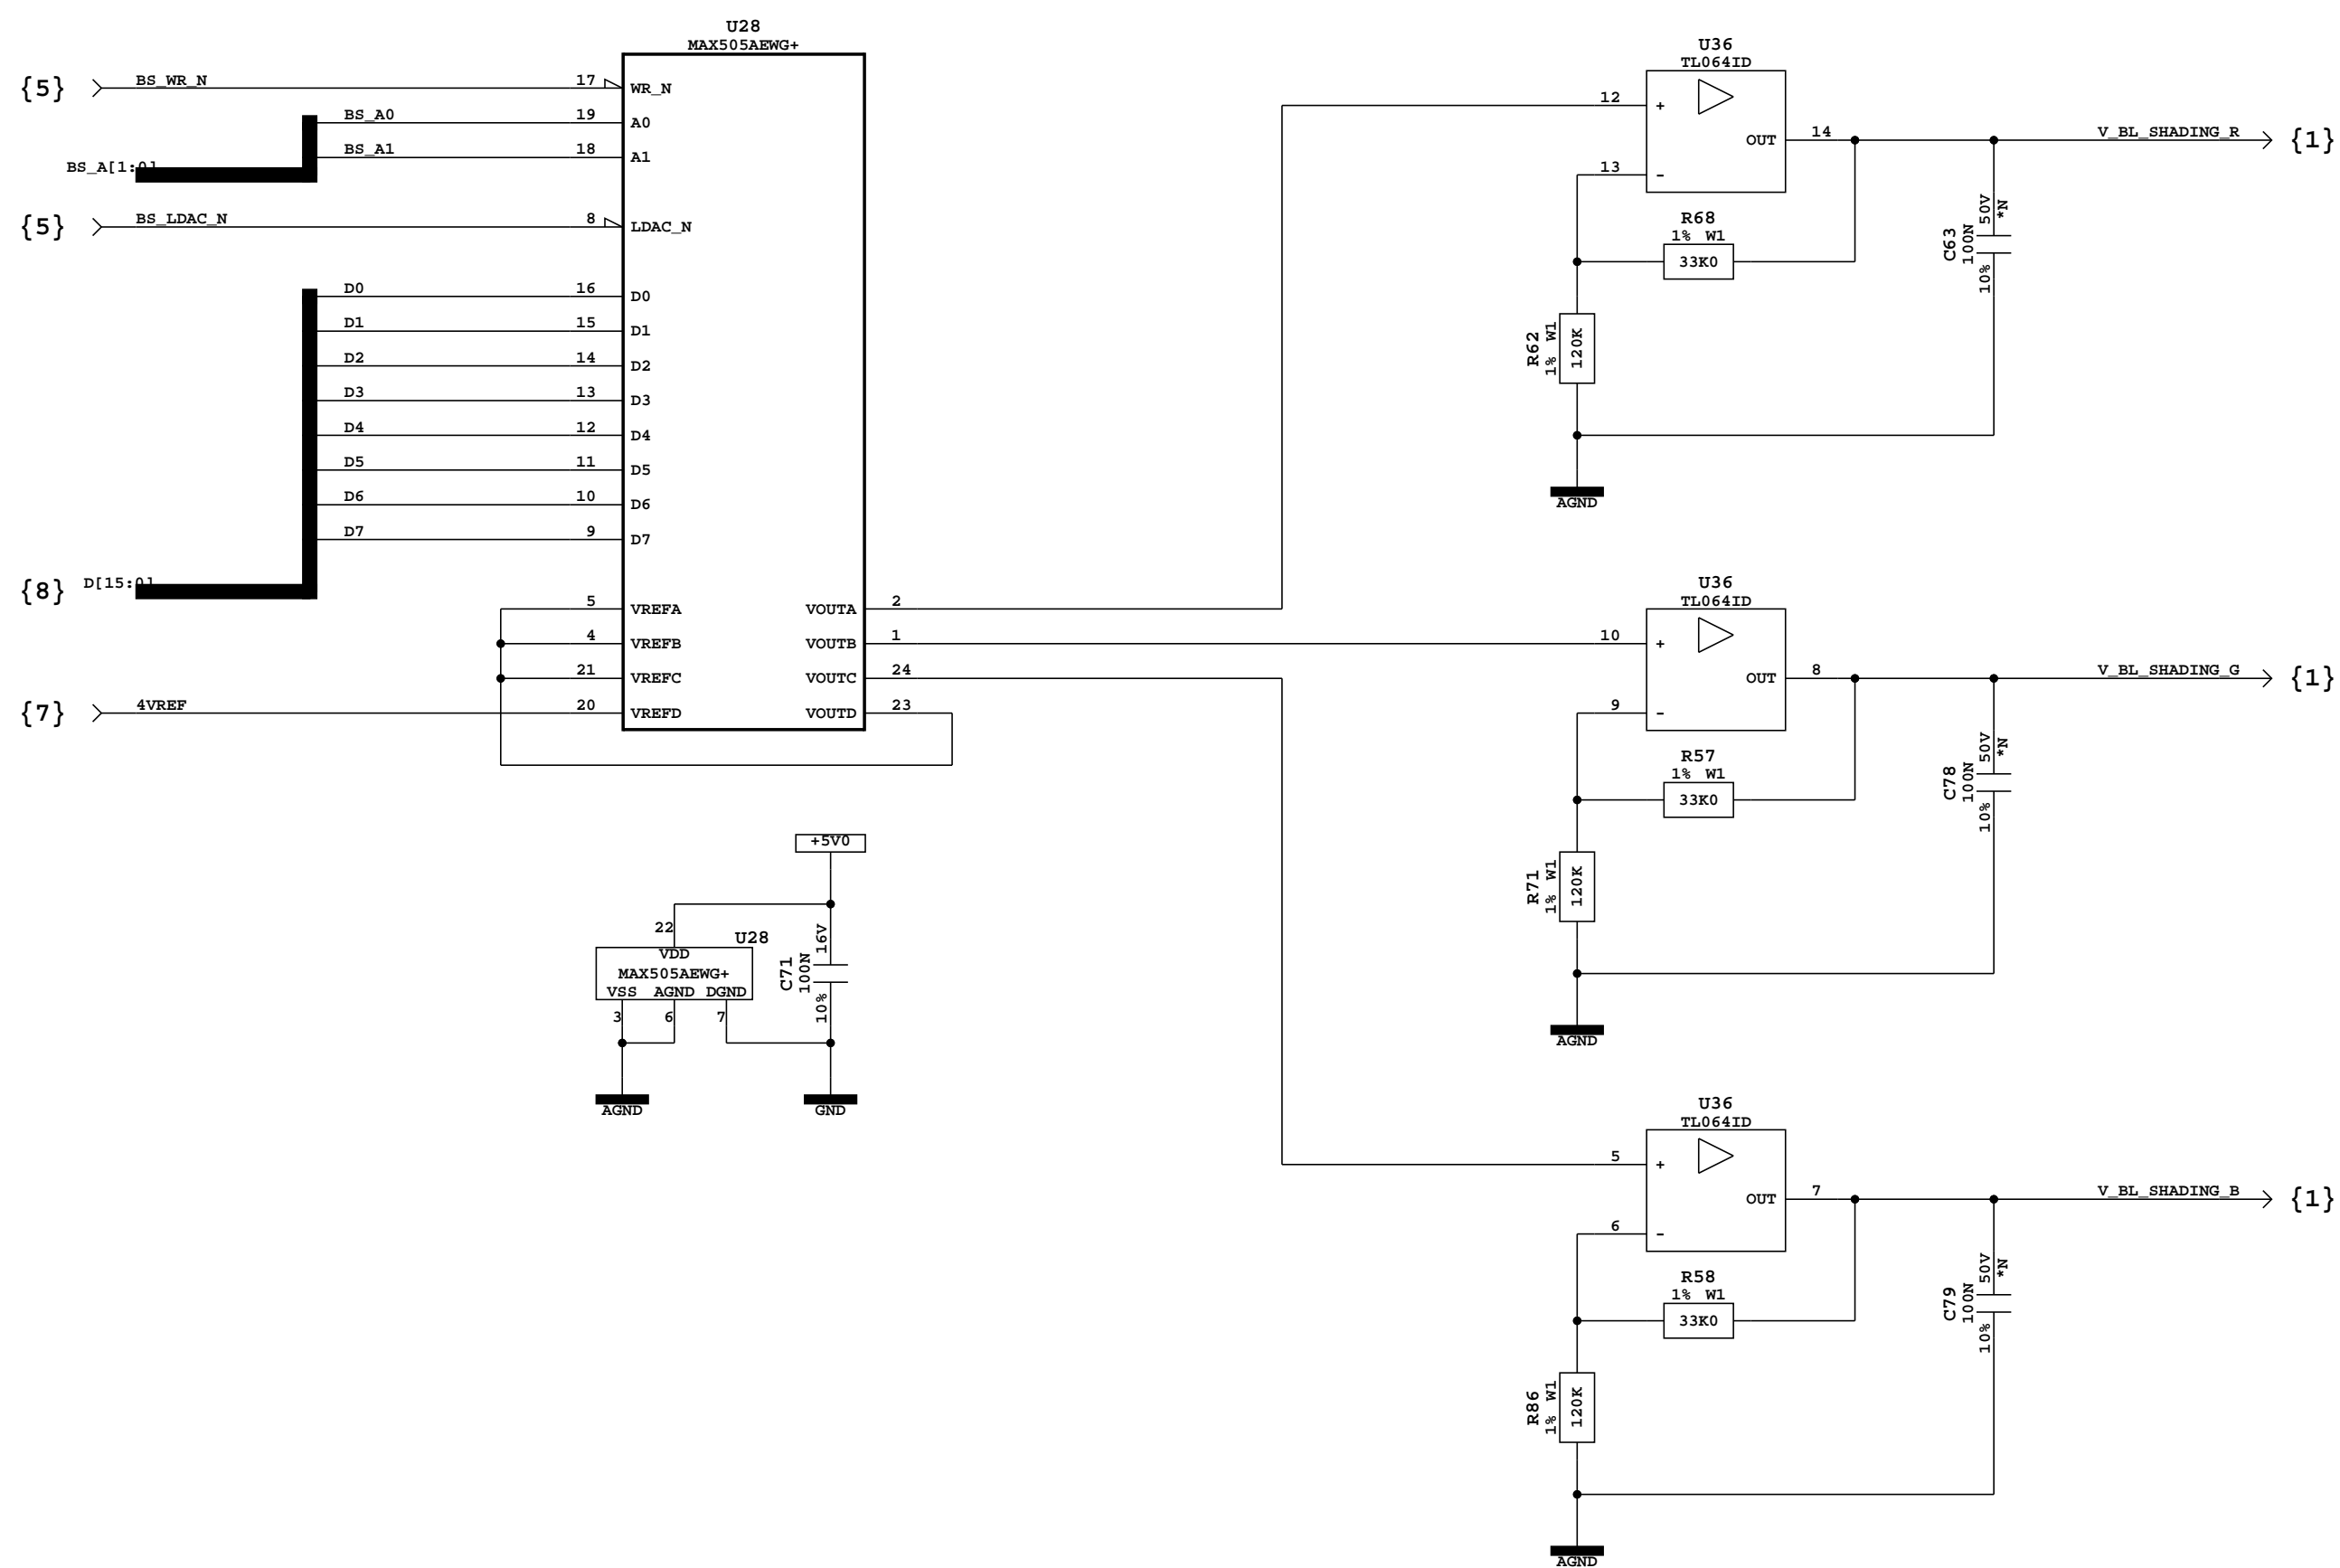 U28
MAX505AEWG+
{5}
BS_WR_N
17
WR_N
BS_A0
19
A0
BS_A1
18
A1
BS_A[1:0]
{5}
BS_LDAC_N
8
LDAC_N
D0
16
D0
D1
15
D1
D2
14
D2
D3
13
D3
D4
12
D4
D5
11
D5
D6
10
D6
D7
9
D7
{8}
D[15:0]
5
VREFA
VOUTA
2
4
VREFB
VOUTB
1
21
VREFC
VOUTC
24
{7}
4VREF
20
VREFD
VOUTD
23
+5V0
22
U28
VDD
MAX505AEWG+
VSS AGND DGND
3
6
7
C71
100N
16V
10%
AGND
GND
U36
TL064ID
12
+
OUT
14
V_BL_SHADING_R
{1}
13
-
R68
1% W1
33K0
R62
1% W1
120K
C63
100N
50V
*N
10%
AGND
U36
TL064ID
10
+
OUT
8
V_BL_SHADING_G
{1}
9
-
R57
1% W1
33K0
R71
1% W1
120K
C78
100N
50V
*N
10%
AGND
U36
TL064ID
5
+
OUT
7
V_BL_SHADING_B
{1}
6
-
R58
1% W1
33K0
R86
1% W1
120K
C79
100N
50V
*N
10%
AGND